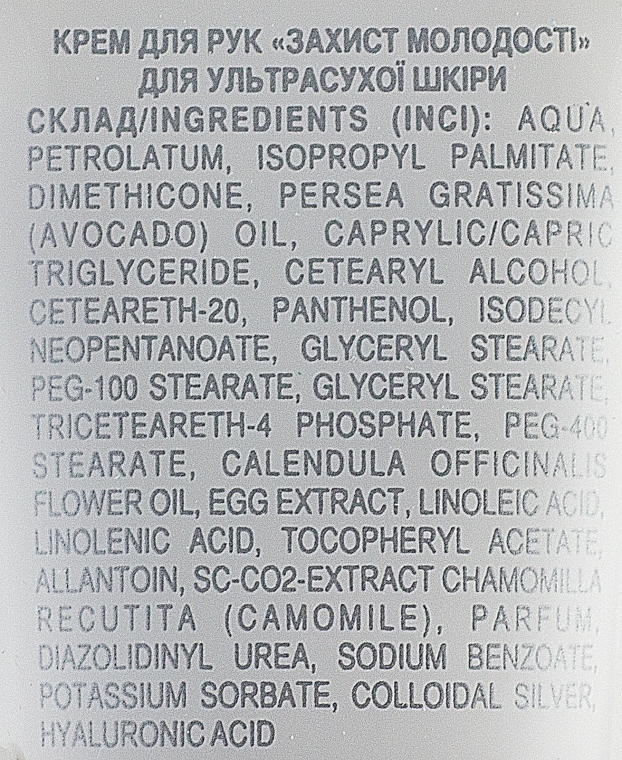 КРЕМ ДЛЯ РУК «ЗАХИСТ МОЛОДОСТІ»
ДЛЯ УЛЬТРАСУХОЇ ШКІРИ
СКЛАД/INGREDIENTS (INCI): AQUA,
PETROLATUM, ISOPROPYL PALMITATE,
DIMETHICONE, PERSEA GRATISSIMA
(AVOCADO) OIL, CAPRYLIC/CAPRIC
TRIGLYCERIDE, CETEARYL ALCOHOL,
CETEARETH-20, PANTHENOL, ISODECYL
NEOPENTANOATE, GLYCERYL STEARATE,
PEG-100 STEARATE, GLYCERYL STEARATE,
TRICETEARETH-4 PHOSPHATE, PEG-400
STEARATE, CALENDULA OFFICINALIS
FLOWER OIL, EGG EXTRACT, LINOLEIC ACID,
LINOLENIC ACID, TOCOPHERYL ACETATE,
ALLANTOIN, SC-CO2-EXTRACT CHAMOMILLA
RECUTITA (CAMOMILE), PARFUM,
DIAZOLIDINYL UREA, SODIUM BENZOATE,
POTASSIUM SORBATE, COLLOIDAL SILVER,
HYALURONIC ACID